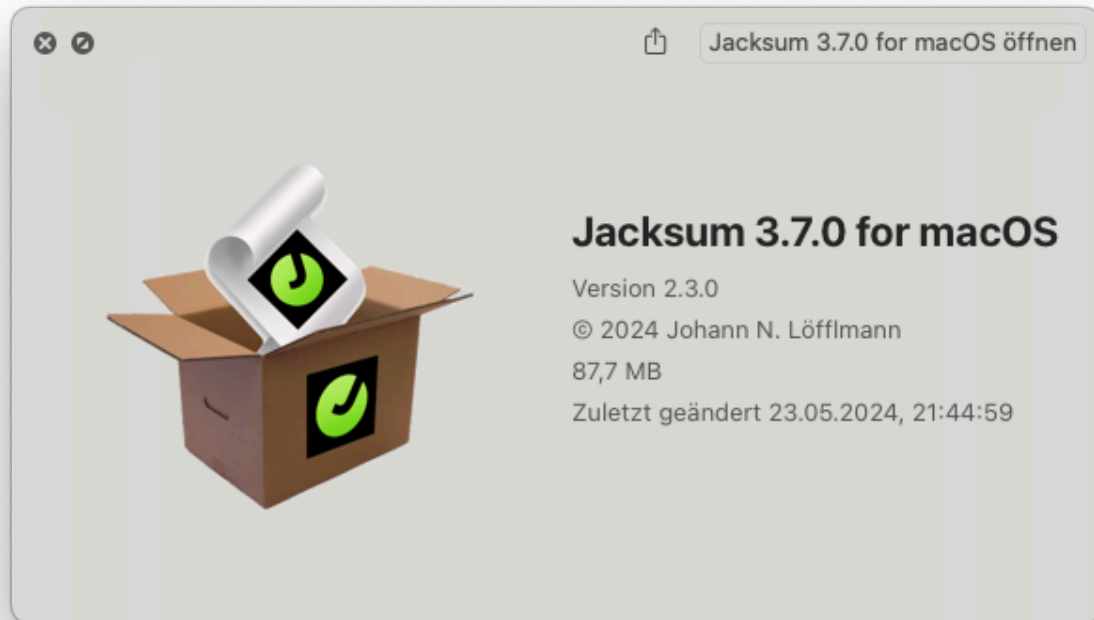 Jacksum 3.7.0 for macOS öffnen
Jacksum 3.7.0 for macOS
Version 2.3.0
© 2024 Johann N. Löfflmann
87,7 MB
Zuletzt geändert 23.05.2024, 21:44:59